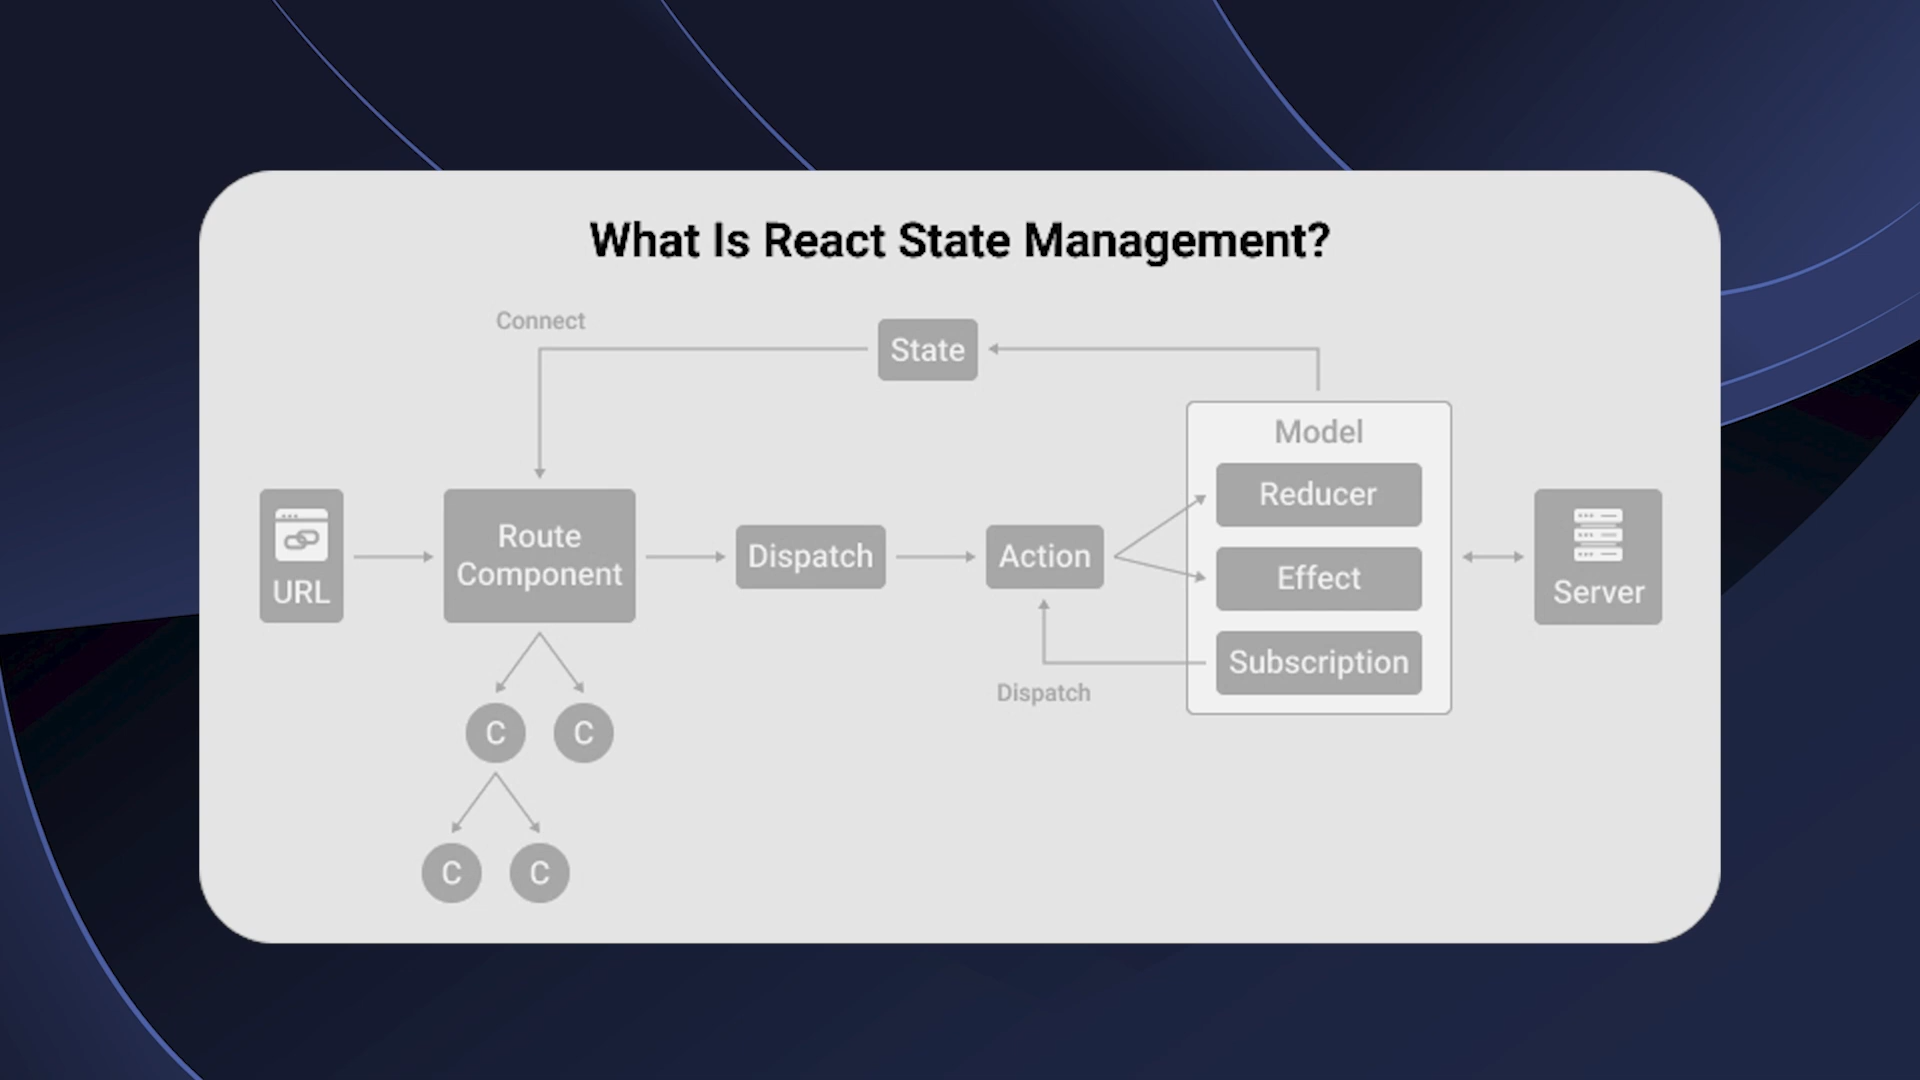 What Is React State Management?
Connect
State
Model
Reducer
URL
Route
Component
Dispatch
Action
Effect
Server
Subscription
Dispatch
C
C
C
C